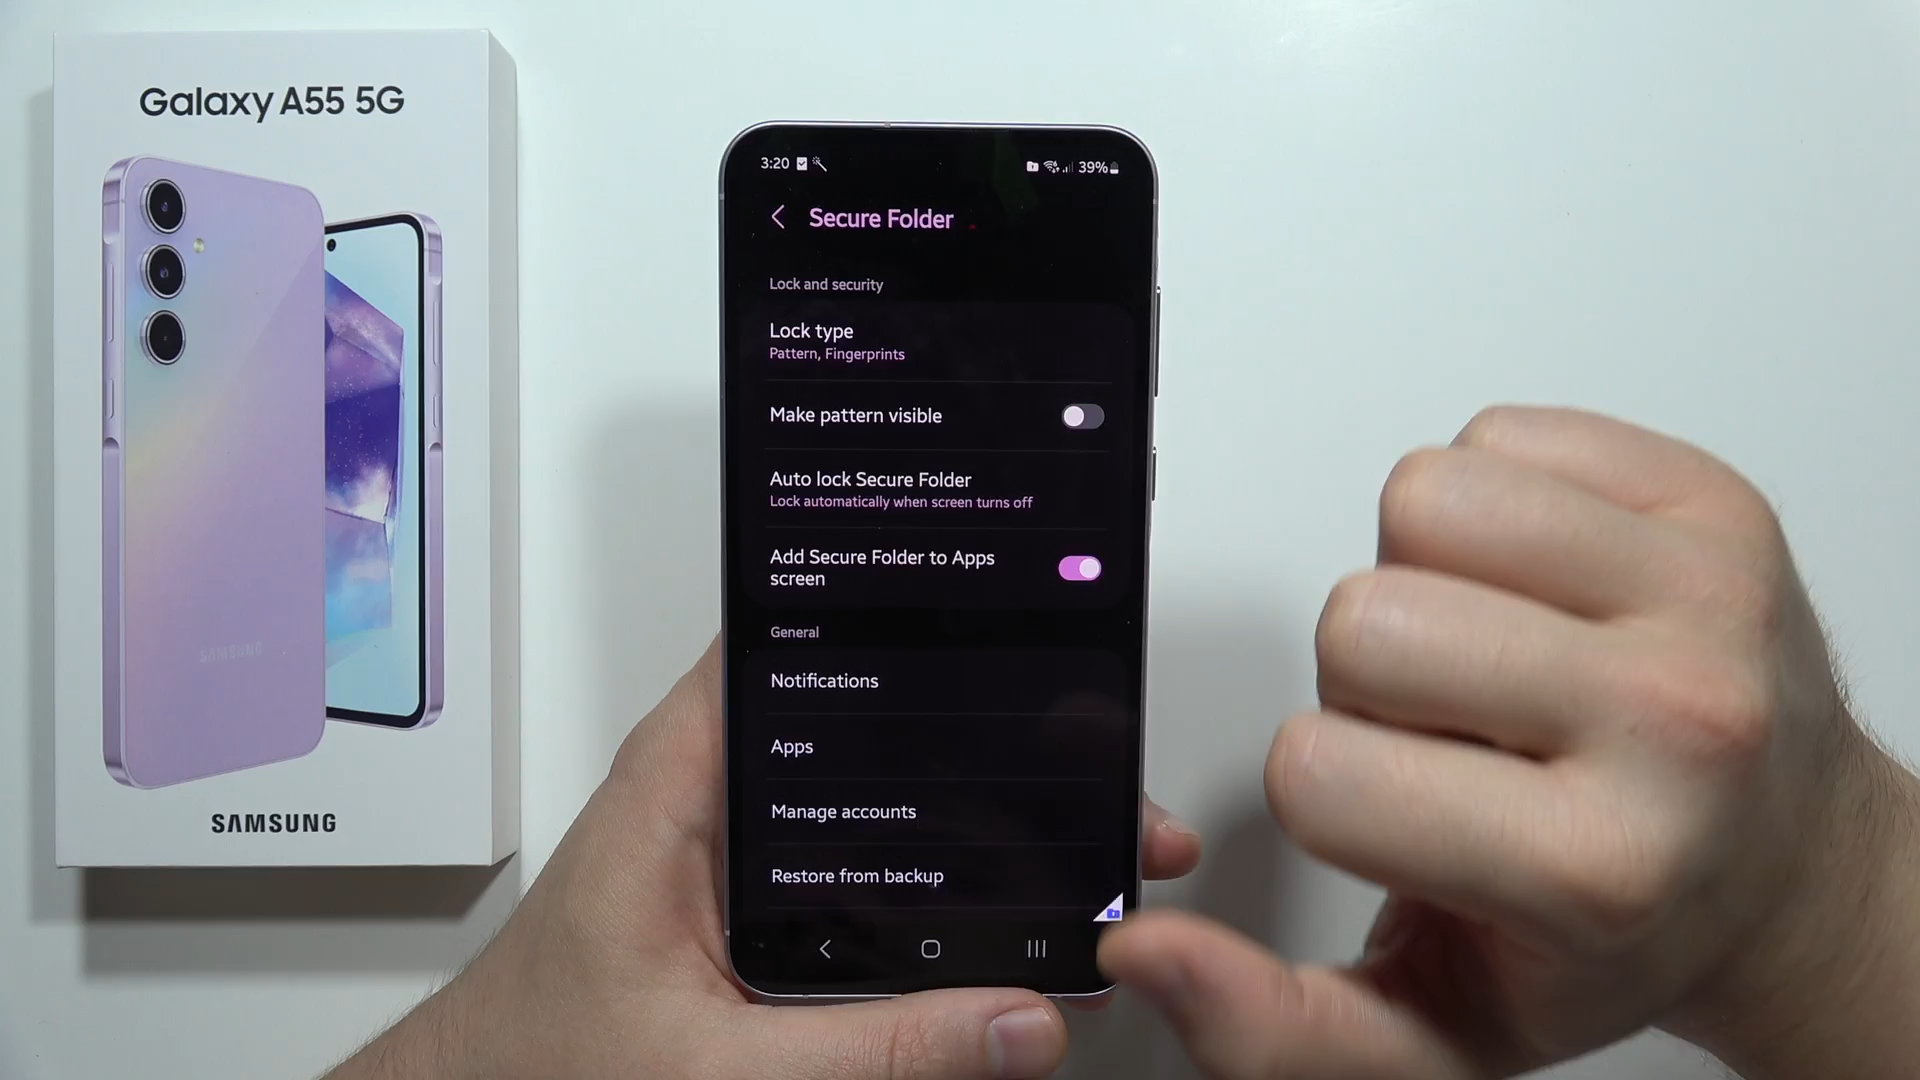 Galaxy A55 5G
SAMSUNG
SAMSUNG
3:20
39%
Secure Folder
Lock and security
Lock type
Pattern, Fingerprints
Make pattern visible
Auto lock Secure Folder
Lock automatically when screen turns off
Add Secure Folder to Apps
screen
General
Notifications
Apps
Manage accounts
Restore from backup